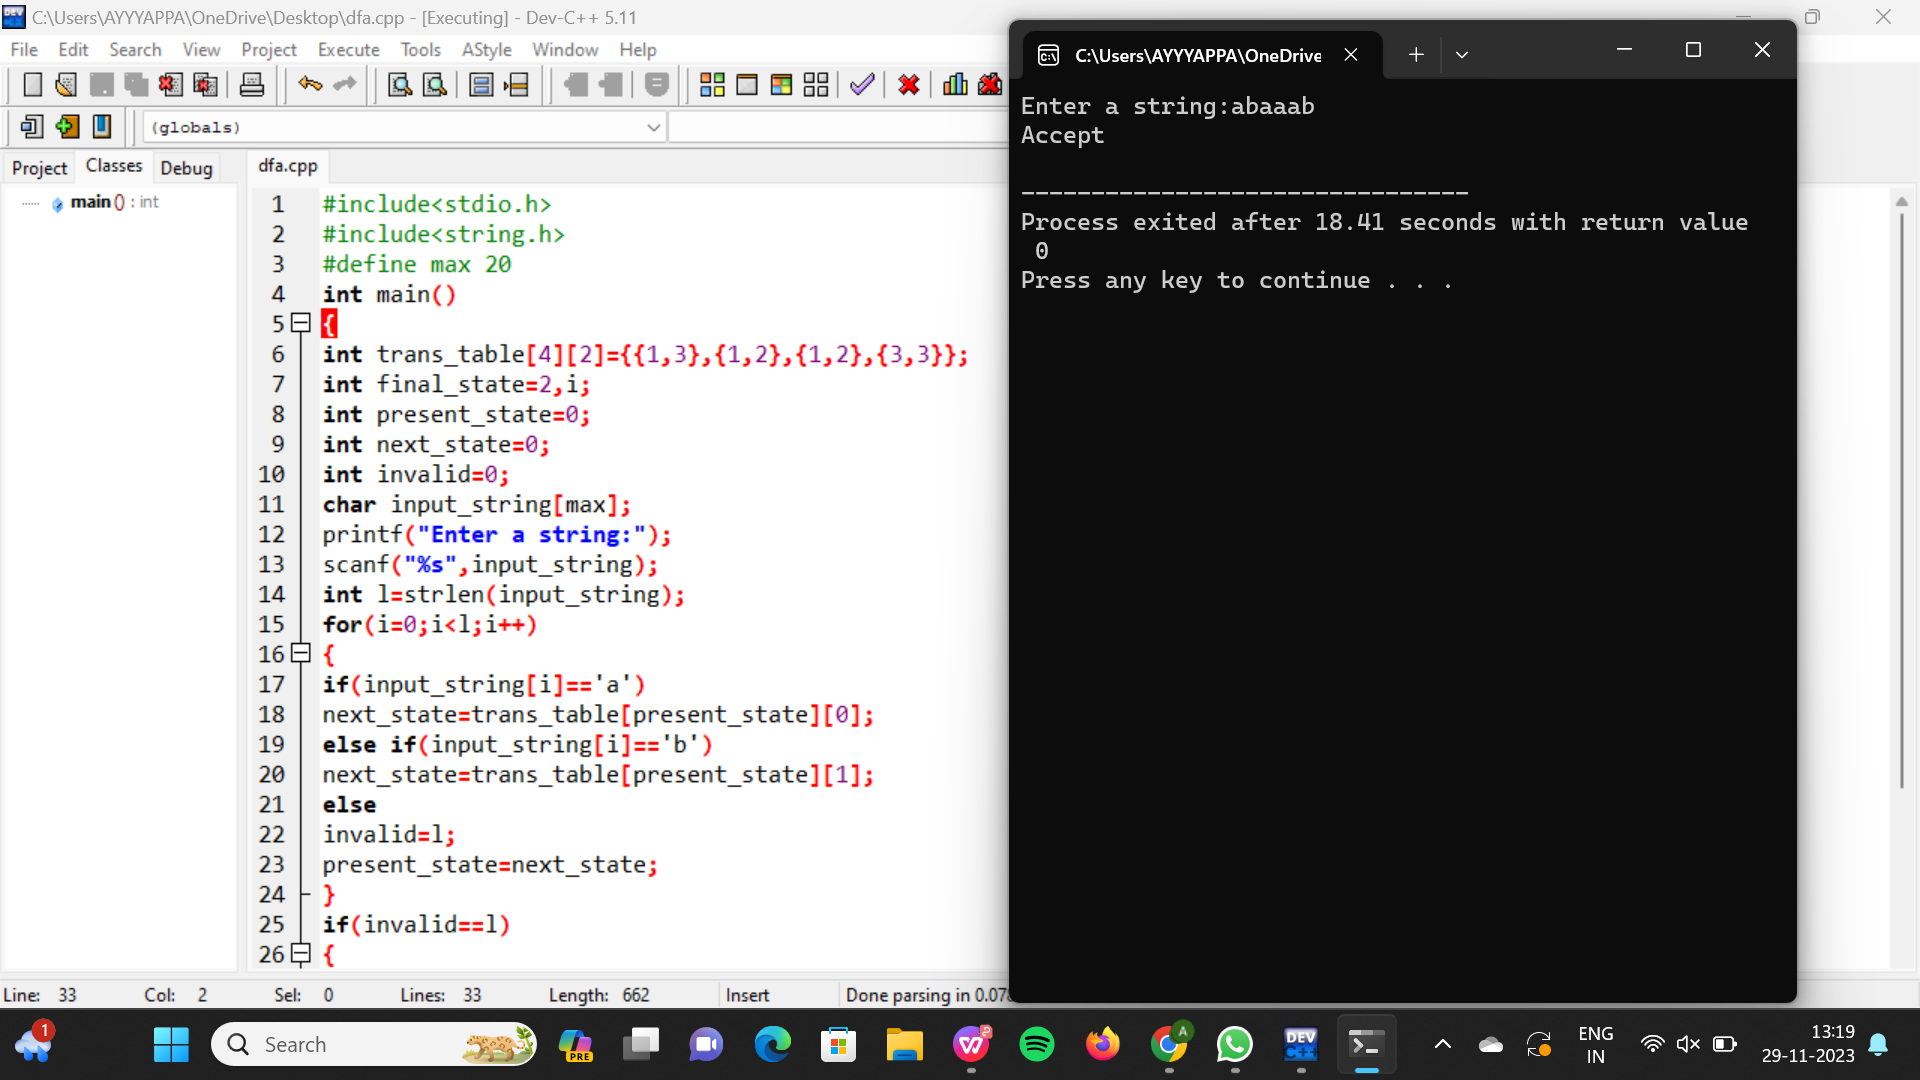 C:\Users\AYYYAPPA\OneDrive\Desktop\dfa.cpp - [Executing] - Dev-C++ 5.11
File Edit Search View Project Execute Tools AStyle Window Help
(globals)
Project Classes Debug
main () : int
dfa.cpp
1 #include<stdio.h>
2 #include<string.h>
3 #define max 20
4 int main()
5 {
6 int trans_table[4][2]={{1,3},{1,2},{1,2},{3,3}};
7 int final_state=2,i;
8 int present_state=0;
9 int next_state=0;
10 int invalid=0;
11 char input_string[max];
12 printf("Enter a string:");
13 scanf("%s",input_string);
14 int l=strlen(input_string);
15 for(i=0;i<l;i++)
16 {
17 if(input_string[i]=='a')
18 next_state=trans_table[present_state][0];
19 else if(input_string[i]=='b')
20 next_state=trans_table[present_state][1];
21 else
22 invalid=l;
23 present_state=next_state;
24 }
25 if(invalid==l)
26 {
C:\Users\AYYYAPPA\OneDrive
Enter a string:abaaab
Accept
--------------------------------
Process exited after 18.41 seconds with return value
0
Press any key to continue . . .
Line: 33 Col: 2 Sel: 0 Lines: 33 Length: 662 Insert Done parsing in 0.07
1
Search
PRE
A
DEV
C++
ENG
IN
13:19
29-11-2023